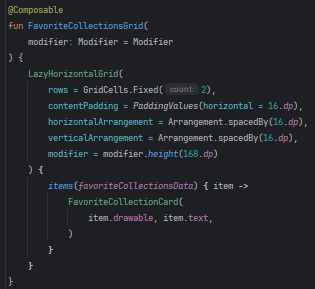 @Composable
fun FavoriteCollectionsGrid(
    modifier: Modifier = Modifier
) {
    LazyHorizontalGrid(
        rows = GridCells.Fixed( count: 2),
        contentPadding = PaddingValues(horizontal = 16.dp),
        horizontalArrangement = Arrangement.spacedBy(16.dp),
        verticalArrangement = Arrangement.spacedBy(16.dp),
        modifier = modifier.height(168.dp)
    ) {
        items(favoriteCollectionsData) { item ->
            FavoriteCollectionCard(
                item.drawable, item.text,
            )
        }
    }
}